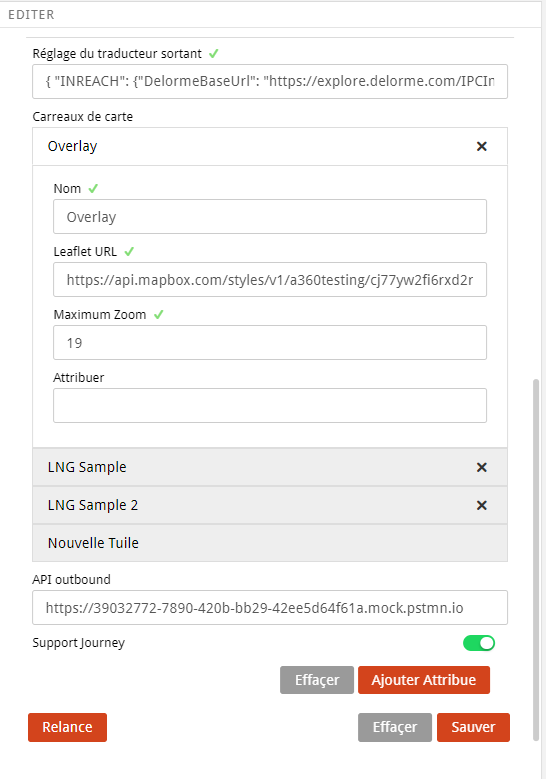 EDITER
Réglage du traducteur sortant
{ "INREACH": {"DelormeBaseUrl": "https://explore.delorme.com/IPCIn
Carreaux de carte
Overlay
Nom
Overlay
Leaflet URL
https://api.mapbox.com/styles/v1/a360testing/cj77yw2fi6rxd2r
Maximum Zoom
19
Attribuer
LNG Sample
LNG Sample 2
Nouvelle Tuile
API outbound
https://39032772-7890-420b-bb29-42ee5d64f61a.mock.pstmn.io
Support Journey
Effaçer Ajouter Attribue
Relance Effaçer Sauver